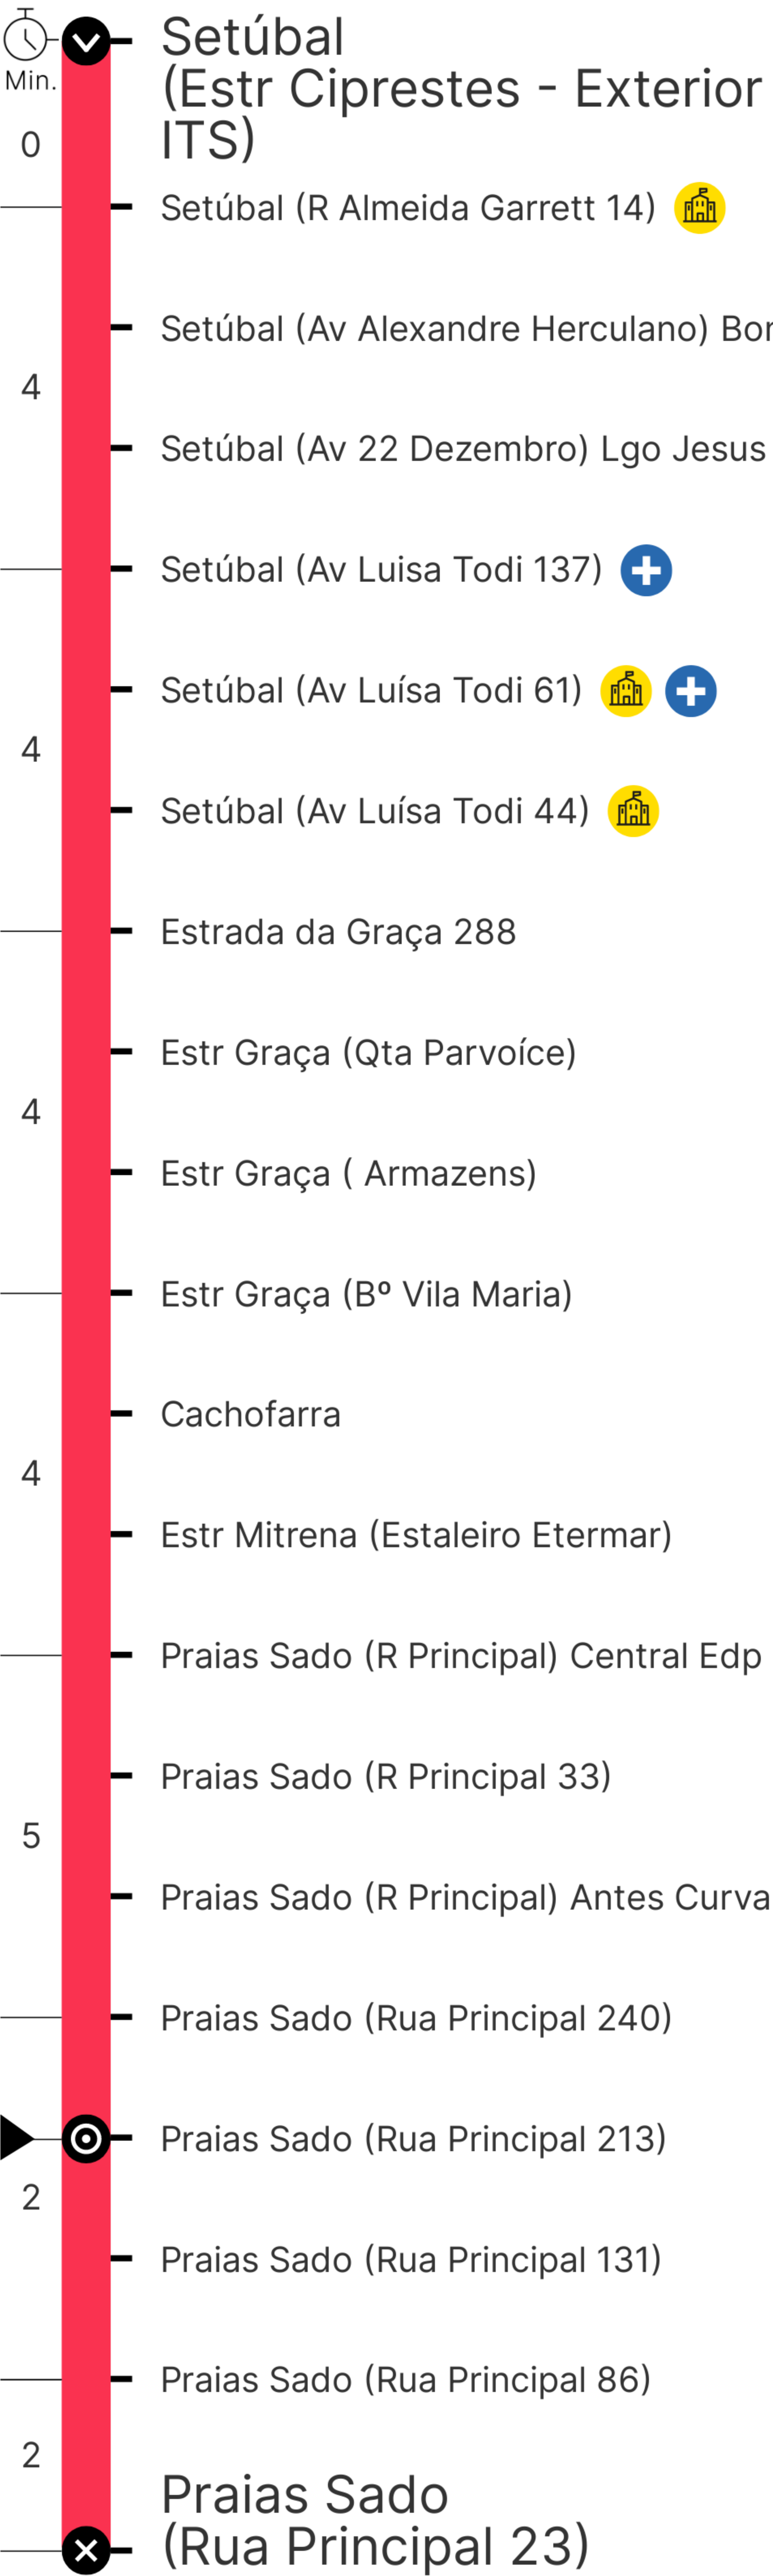 Min.
Setúbal
(Estr Ciprestes - Exterior
ITS)
0
Setúbal (R Almeida Garrett 14)
Setúbal (Av Alexandre Herculano)
4
Setúbal (Av 22 Dezembro) Lgo Jesus
Setúbal (Av Luisa Todi 137)
Setúbal (Av Luísa Todi 61)
4
Setúbal (Av Luísa Todi 44)
Estrada da Graça 288
Estr Graça (Qta Parvoíce)
4
Estr Graça ( Armazens)
Estr Graça (Bº Vila Maria)
Cachofarra
4
Estr Mitrena (Estaleiro Etermar)
Praias Sado (R Principal) Central Edp
Praias Sado (R Principal 33)
5
Praias Sado (R Principal) Antes Curva
Praias Sado (Rua Principal 240)
Praias Sado (Rua Principal 213)
2
Praias Sado (Rua Principal 131)
Praias Sado (Rua Principal 86)
2
Praias Sado
(Rua Principal 23)